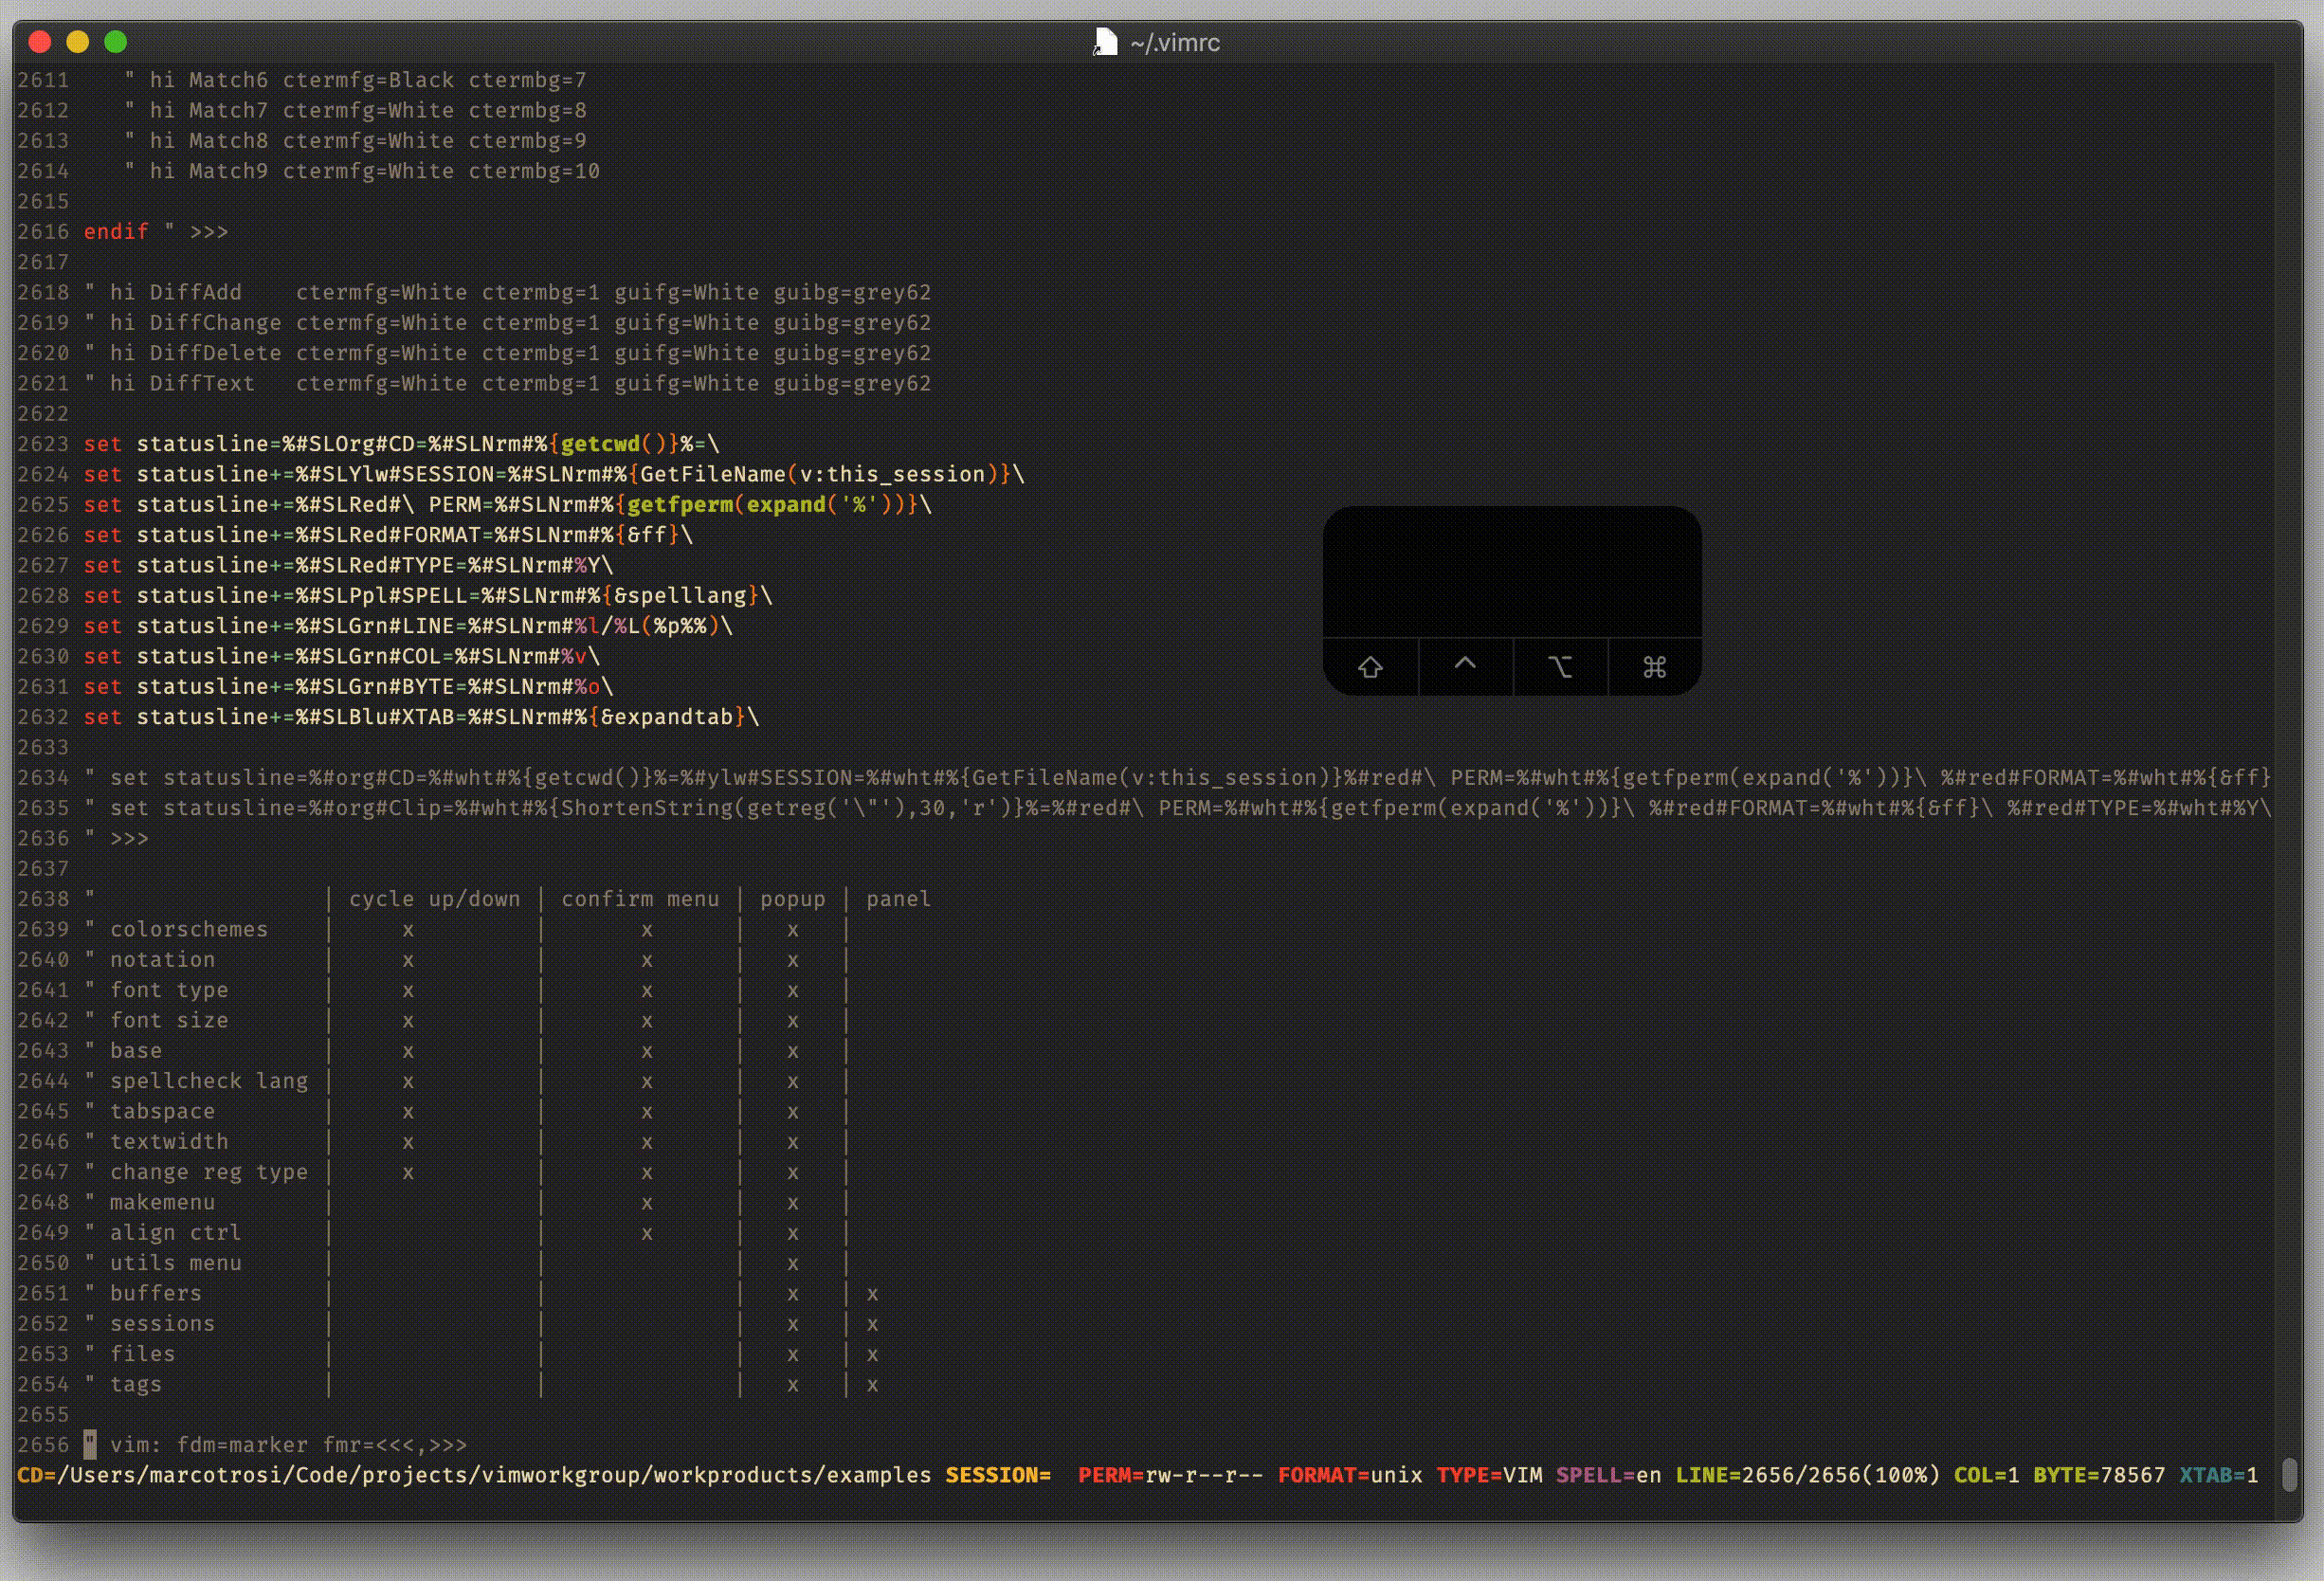 ~/.vimrc
2611    " hi Match6 ctermfg=Black ctermbg=7
2612    " hi Match7 ctermfg=White ctermbg=8
2613    " hi Match8 ctermfg=White ctermbg=9
2614    " hi Match9 ctermfg=White ctermbg=10
2615
2616 endif " >>>
2617
2618 " hi DiffAdd    ctermfg=White ctermbg=1 guifg=White guibg=grey62
2619 " hi DiffChange ctermfg=White ctermbg=1 guifg=White guibg=grey62
2620 " hi DiffDelete ctermfg=White ctermbg=1 guifg=White guibg=grey62
2621 " hi DiffText   ctermfg=White ctermbg=1 guifg=White guibg=grey62
2622
2623 set statusline=%#SLOrg#CD=%#SLNrm#%{getcwd()}%=\
2624 set statusline+=%#SLYlw#SESSION=%#SLNrm#%{GetFileName(v:this_session)}\
2625 set statusline+=%#SLRed#\ PERM=%#SLNrm#%{getfperm(expand('%'))}\
2626 set statusline+=%#SLRed#FORMAT=%#SLNrm#%{&ff}\
2627 set statusline+=%#SLRed#TYPE=%#SLNrm#%Y\
2628 set statusline+=%#SLPpl#SPELL=%#SLNrm#%{&spelllang}\
2629 set statusline+=%#SLGrn#LINE=%#SLNrm#%l/%L(%p%%)\
2630 set statusline+=%#SLGrn#COL=%#SLNrm#%v\
2631 set statusline+=%#SLGrn#BYTE=%#SLNrm#%o\
2632 set statusline+=%#SLBlu#XTAB=%#SLNrm#%{&expandtab}\
2633
2634 " set statusline=%#org#CD=%#wht#%{getcwd()}%=%#ylw#SESSION=%#wht#%{GetFileName(v:this_session)}%#red#\ PERM=%#wht#%{getfperm(expand('%'))}\ %#red#FORMAT=%#wht#%{&ff}
2635 " set statusline=%#org#Clip=%#wht#%{ShortenString(getreg('\"'),30,'r')}%=%#red#\ PERM=%#wht#%{getfperm(expand('%'))}\ %#red#FORMAT=%#wht#%{&ff}\ %#red#TYPE=%#wht#%Y\
2636 " >>>
2637
2638 "                 | cycle up/down | confirm menu | popup | panel
2639 " colorschemes    |     x         |       x      |   x   |
2640 " notation        |     x         |       x      |   x   |
2641 " font type       |     x         |       x      |   x   |
2642 " font size       |     x         |       x      |   x   |
2643 " base            |     x         |       x      |   x   |
2644 " spellcheck lang |     x         |       x      |   x   |
2645 " tabspace        |     x         |       x      |   x   |
2646 " textwidth       |     x         |       x      |   x   |
2647 " change reg type |     x         |       x      |   x   |
2648 " makemenu        |               |       x      |   x   |
2649 " align ctrl      |               |       x      |   x   |
2650 " utils menu      |               |              |   x   |
2651 " buffers         |               |              |   x   | x
2652 " sessions        |               |              |   x   | x
2653 " files           |               |              |   x   | x
2654 " tags            |               |              |   x   | x
2655
2656 " vim: fdm=marker fmr=<<<,>>>
CD=/Users/marcotrosi/Code/projects/vimworkgroup/workproducts/examples SESSION=  PERM=rw-r--r-- FORMAT=unix TYPE=VIM SPELL=en LINE=2656/2656(100%) COL=1 BYTE=78567 XTAB=1